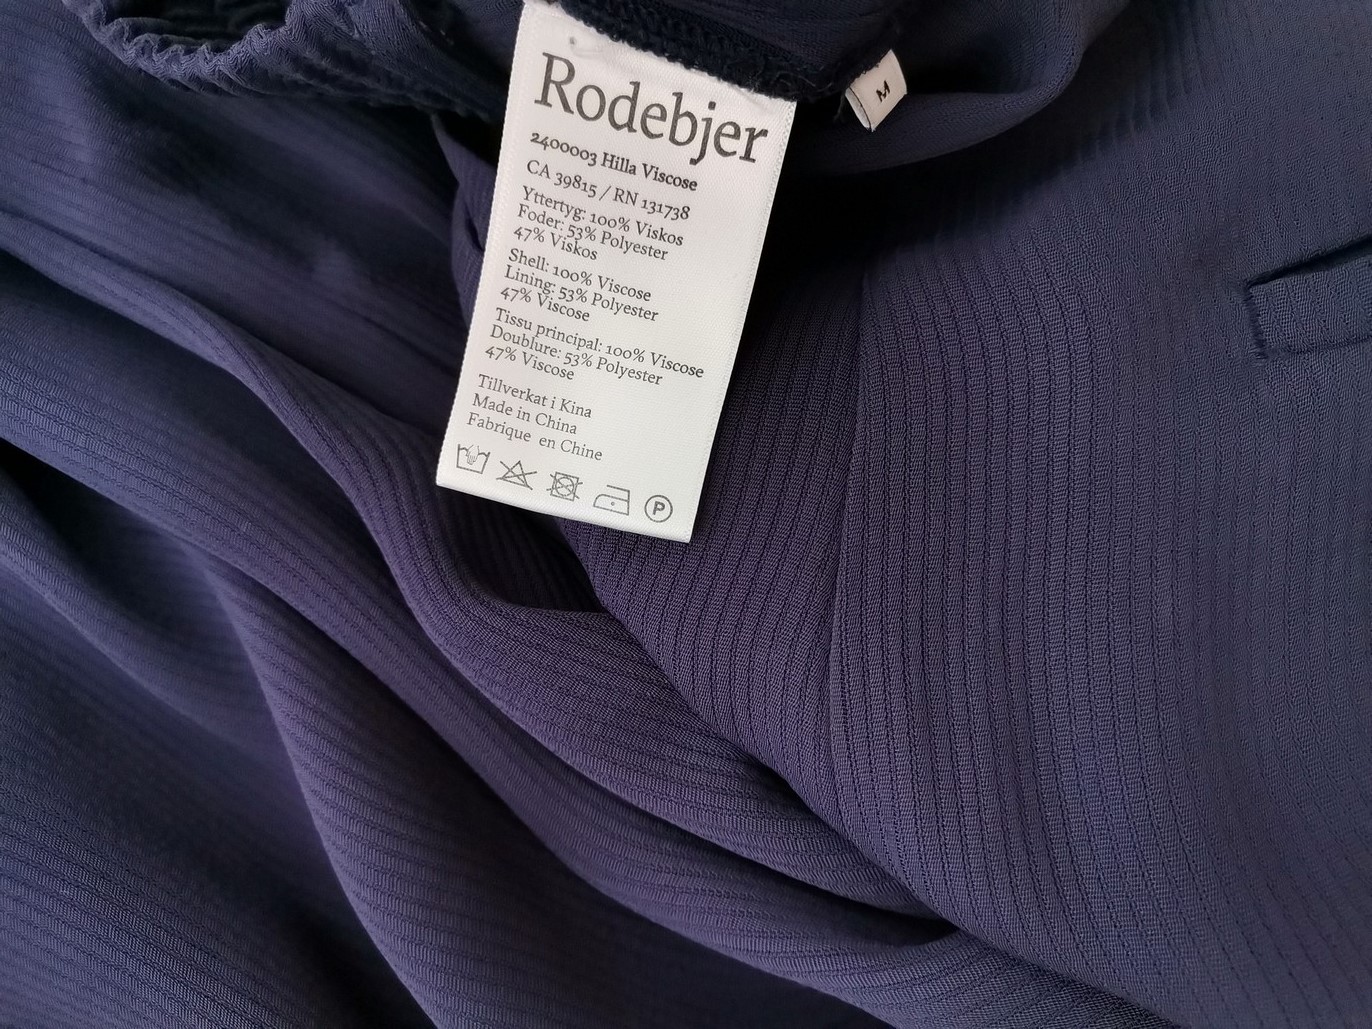 Rodebjer
2400003 Hilla Viscose
CA 39815 / RN 131738
Yttertyg: 100% Viskos
Foder: 53% Polyester
47% Viskos
Shell: 100% Viscose
Lining: 53% Polyester
47% Viscose
Tissu principal: 100% Viscose
Doublure: 53% Polyester
47% Viscose
Tillverkat i Kina
Made in China
Fabrique en Chine
P
M